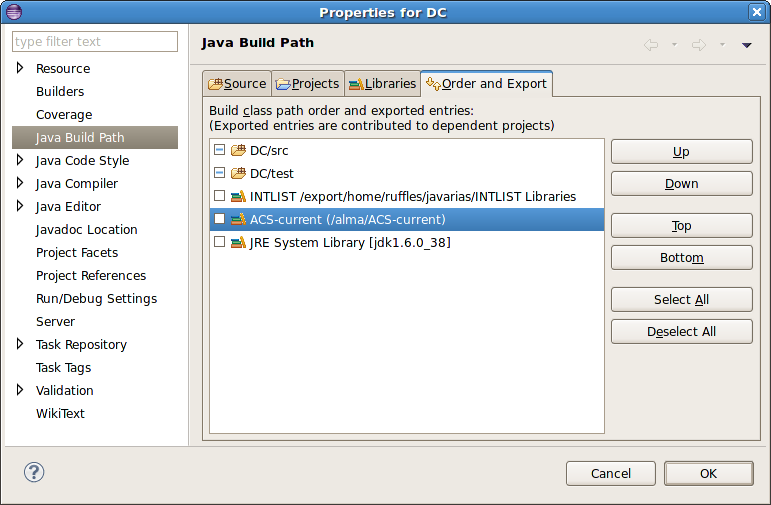 Properties for DC
type filter text
Java Build Path
Resource
Builders
Coverage
Java Build Path
Java Code Style
Java Compiler
Java Editor
Javadoc Location
Project Facets
Project References
Run/Debug Settings
Server
Task Repository
Task Tags
Validation
WikiText
Source Projects Libraries Order and Export
Build class path order and exported entries:
(Exported entries are contributed to dependent projects)
DC/src
DC/test
INTLIST /export/home/ruffles/javarias/INTLIST Libraries
ACS-current (/alma/ACS-current)
JRE System Library [jdk1.6.0_38]
Up
Down
Top
Bottom
Select All
Deselect All
?
Cancel OK